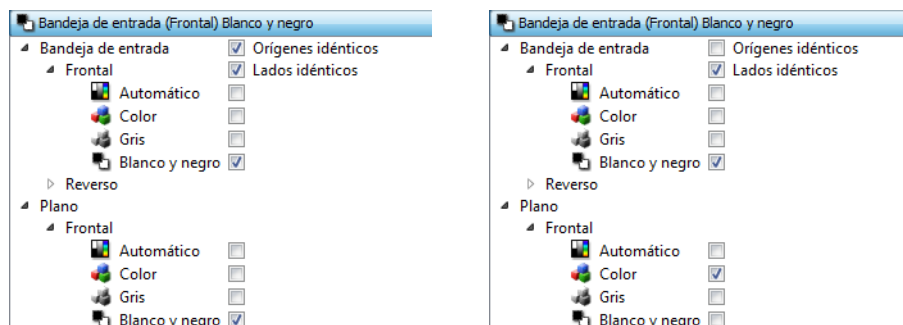 Bandeja de entrada (Frontal) Blanco y negro
Bandeja de entrada Orígenes idénticos
Frontal Lados idénticos
Automático
Color
Gris
Blanco y negro
Reverso
Plano
Frontal
Automático
Color
Gris
Blanco y negro
Bandeja de entrada (Frontal) Blanco y negro
Bandeja de entrada Orígenes idénticos
Frontal Lados idénticos
Automático
Color
Gris
Blanco y negro
Reverso
Plano
Frontal
Automático
Color
Gris
Blanco y negro